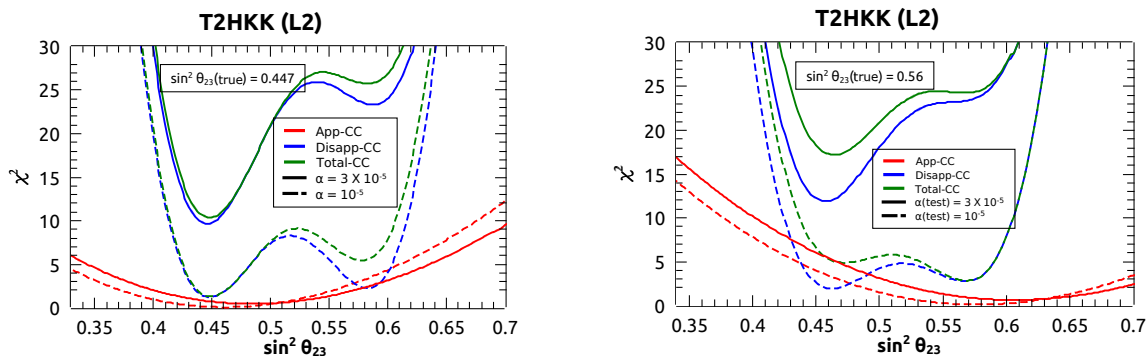 T2HKK (L2)
30
25
20
15
10
5
0
χ²
sin² θ₂₃(true) = 0.447
App-CC
Disapp-CC
Total-CC
α = 3 X 10⁻⁵
α = 10⁻⁵
0.35 0.4 0.45 0.5 0.55 0.6 0.65 0.7
sin² θ₂₃
T2HKK (L2)
30
25
20
15
10
5
0
χ²
sin² θ₂₃(true) = 0.56
App-CC
Disapp-CC
Total-CC
α(test) = 3 X 10⁻⁵
α(test) = 10⁻⁵
0.35 0.4 0.45 0.5 0.55 0.6 0.65 0.7
sin² θ₂₃